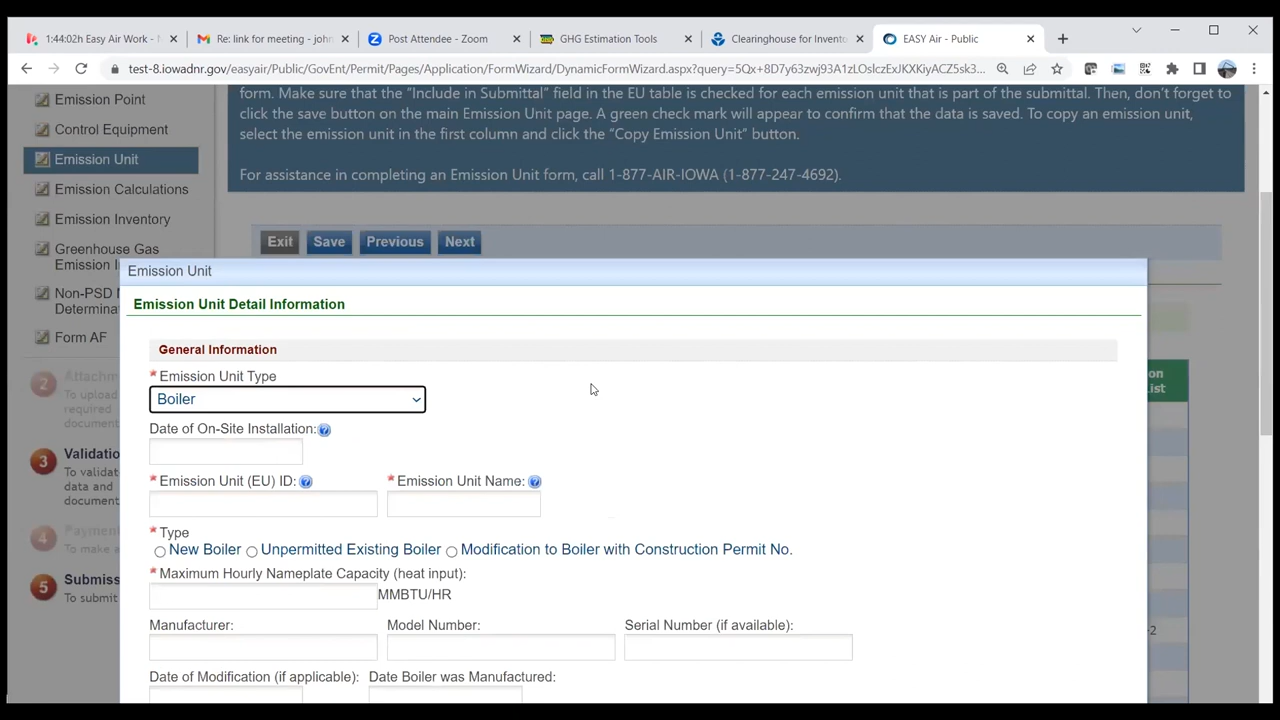 1:44:02h Easy Air Work -
Re: link for meeting - john
Post Attendee - Zoom
GHG Estimation Tools
Clearinghouse for Invento
EASY Air - Public
test-8.iowadnr.gov/easyair/Public/GovEnt/Permit/Pages/Application/FormWizard/DynamicFormWizard.aspx?query=5Qx+8D7y63zwj93A1zLOslczExJKXKiyACZ5sk3...
Emission Point
Control Equipment
Emission Unit
Emission Calculations
Emission Inventory
Greenhouse Gas
Emission I
Non-PSD
Determina
Form AF
2 Attachm
To upload
required
document
3 Validatio
To validat
data and
document
4 Payment
To make a
5 Submiss
To submit
form. Make sure that the "Include in Submittal" field in the EU table is checked for each emission unit that is part of the submittal. Then, don't forget to
click the save button on the main Emission Unit page. A green check mark will appear to confirm that the data is saved. To copy an emission unit,
select the emission unit in the first column and click the "Copy Emission Unit" button.
For assistance in completing an Emission Unit form, call 1-877-AIR-IOWA (1-877-247-4692).
Exit Save Previous Next
Emission Unit
Emission Unit Detail Information
General Information
* Emission Unit Type
Boiler
Date of On-Site Installation:
* Emission Unit (EU) ID: * Emission Unit Name:
* Type
New Boiler Unpermitted Existing Boiler Modification to Boiler with Construction Permit No.
* Maximum Hourly Nameplate Capacity (heat input):
MMBTU/HR
Manufacturer: Model Number: Serial Number (if available):
Date of Modification (if applicable): Date Boiler was Manufactured:
on
ist
-2